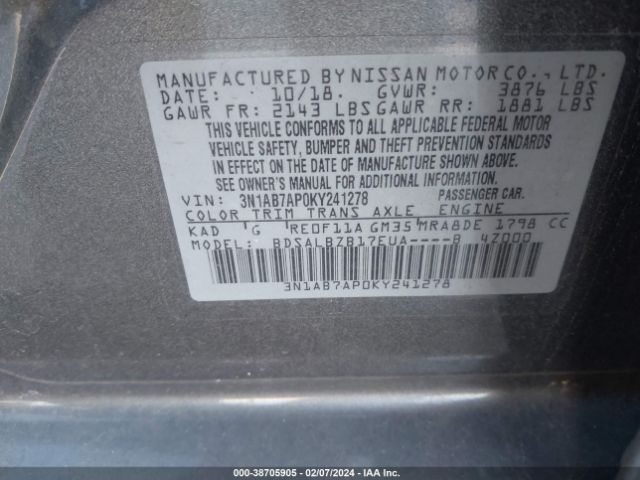 MANUFACTURED BY NISSAN MOTOR CO., LTD.
DATE: 10/18. GVWR: 3876 LBS
GAWR FR: 2143 LBS GAWR RR: 1881 LBS
THIS VEHICLE CONFORMS TO ALL APPLICABLE FEDERAL MOTOR
VEHICLE SAFETY, BUMPER AND THEFT PREVENTION STANDARDS
IN EFFECT ON THE DATE OF MANUFACTURE SHOWN ABOVE.
SEE OWNER'S MANUAL FOR ADDITIONAL INFORMATION.
VIN: 3N1AB7AP0KY241278 PASSENGER CAR.
COLOR TRIM TRANS AXLE ENGINE
KAD G RE0F11A GM35 MRA8DE 1798 CC
MODEL: BDSALBZB17EUA----B 4Z000
3N1AB7AP0KY241278
000-38705905 - 02/07/2024 - IAA Inc.